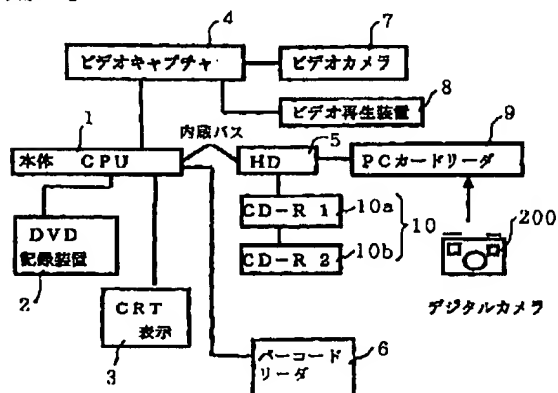 4
7
ビデオキャプチャ
ビデオカメラ
8
ビデオ再生装置
1
内蔵バス
5
9
本体 CPU
HD
PCカードリーダ
CD-R 1
10a
10
200
CD-R 2
10b
DVD
記録装置
2
CRT
表示
3
デジタルカメラ
バーコード
リーダ
6